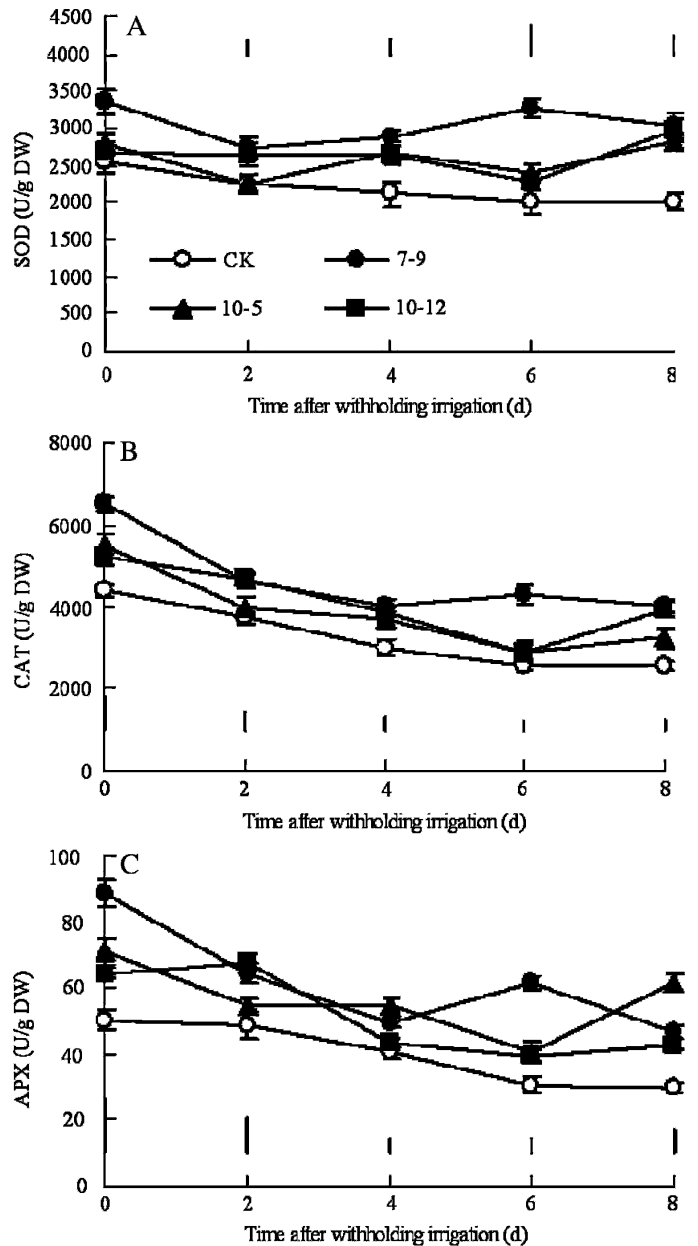 A
4500
4000
3500
3000
2500
2000
1500
1000
500
0
SOD (U/g DW)
CK 7-9
10-5 10-12
0 2 4 6 8
Time after withholding irrigation (d)
B
8000
6000
4000
2000
0
CAT (U/g DW)
0 2 4 6 8
Time after withholding irrigation (d)
C
100
80
60
40
20
0
APX (U/g DW)
0 2 4 6 8
Time after withholding irrigation (d)